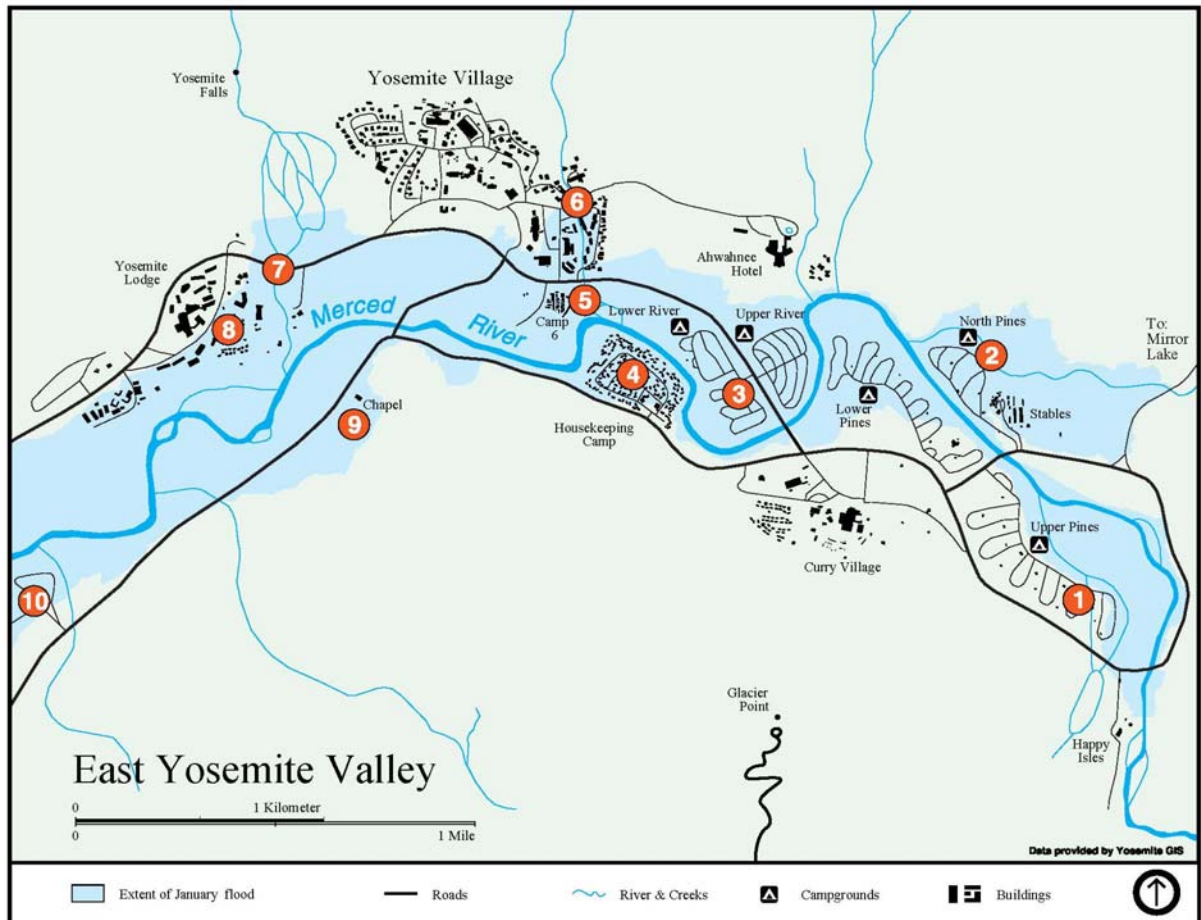 Yosemite
Falls
Yosemite Village
6
Ahwahnee
Hotel
Yosemite
Lodge
7
8
Merced
River
Camp
6
5
Lower River
Upper River
North Pines
2
To:
Mirror
Lake
4
3
Lower
Pines
Stables
Chapel
9
Housekeeping
Camp
Upper Pines
Curry Village
1
10
Glacier
Point
Happy
Isles
East Yosemite Valley
0 1 Kilometer
0 1 Mile
Data provided by Yosemite GIS
Extent of January flood
Roads
River & Creeks
Campgrounds
Buildings